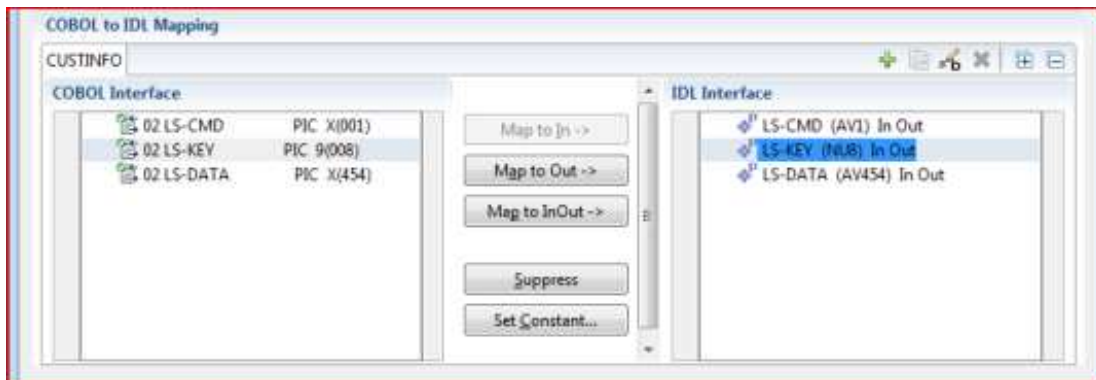 COBOL to IDL Mapping
CUSTINFO
COBOL Interface
IDL Interface
02 LS-CMD PIC X(001)
02 LS-KEY PIC 9(008)
02 LS-DATA PIC X(454)
Map to In ->
Map to Out ->
Map to InOut ->
Suppress
Set Constant...
LS-CMD (AV1) In Out
LS-KEY (NU8) In Out
LS-DATA (AV454) In Out